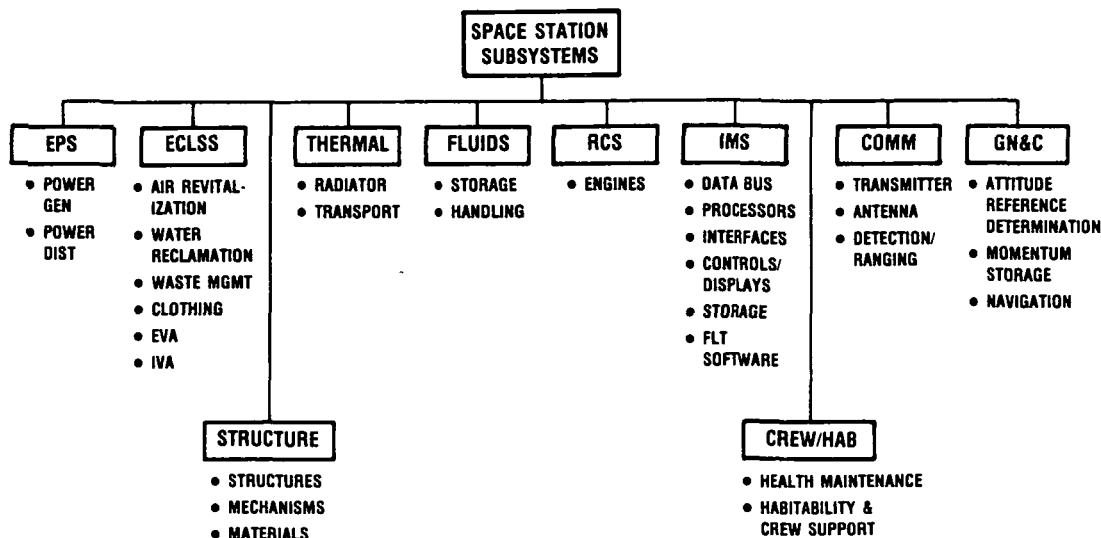 SPACE STATION
SUBSYSTEMS
EPS
• POWER
GEN
• POWER
DIST
ECLSS
• AIR REVITAL-
IZATION
• WATER
RECLAMATION
• WASTE MGMT
• CLOTHING
• EVA
• IVA
THERMAL
• RADIATOR
• TRANSPORT
FLUIDS
• STORAGE
• HANDLING
RCS
• ENGINES
IMS
• DATA BUS
• PROCESSORS
• INTERFACES
• CONTROLS/
DISPLAYS
• STORAGE
• FLT
SOFTWARE
COMM
• TRANSMITTER
• ANTENNA
• DETECTION/
RANGING
GN&C
• ATTITUDE
REFERENCE
DETERMINATION
• MOMENTUM
STORAGE
• NAVIGATION
STRUCTURE
• STRUCTURES
• MECHANISMS
• MATERIALS
CREW/HAB
• HEALTH MAINTENANCE
• HABITABILITY &
CREW SUPPORT